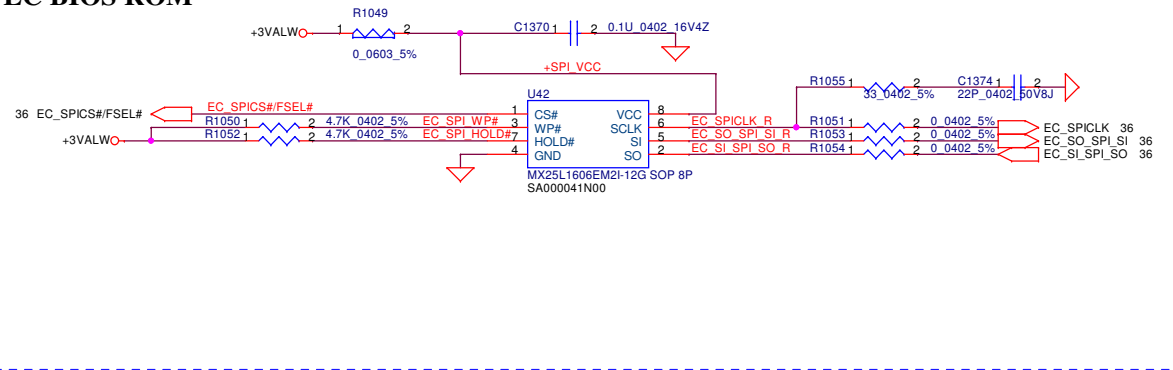 EC BIOS ROM
R1049
+3VALW 1 2
0_0603_5%
C1370 1 2 0.1U_0402_16V4Z
+SPI_VCC
R1055 1 2 C1374 1 2
33_0402_5% 22P_0402_50V8J
U42
36 EC_SPICS#/FSEL# EC_SPICS#/FSEL# 1 CS# VCC 8
R1050 1 2 4.7K_0402_5% EC_SPI_WP# 3 WP# SCLK 6 EC_SPICLK_R R1051 1 2 0_0402_5% EC_SPICLK 36
+3VALW R1052 1 2 4.7K_0402_5% EC_SPI_HOLD# 7 HOLD# SI 5 EC_SO_SPI_SI_R R1053 1 2 0_0402_5% EC_SO_SPI_SI 36
4 GND SO 2 EC_SI_SPI_SO_R R1054 1 2 0_0402_5% EC_SI_SPI_SO 36
MX25L1606EM2I-12G SOP 8P
SA000041N00